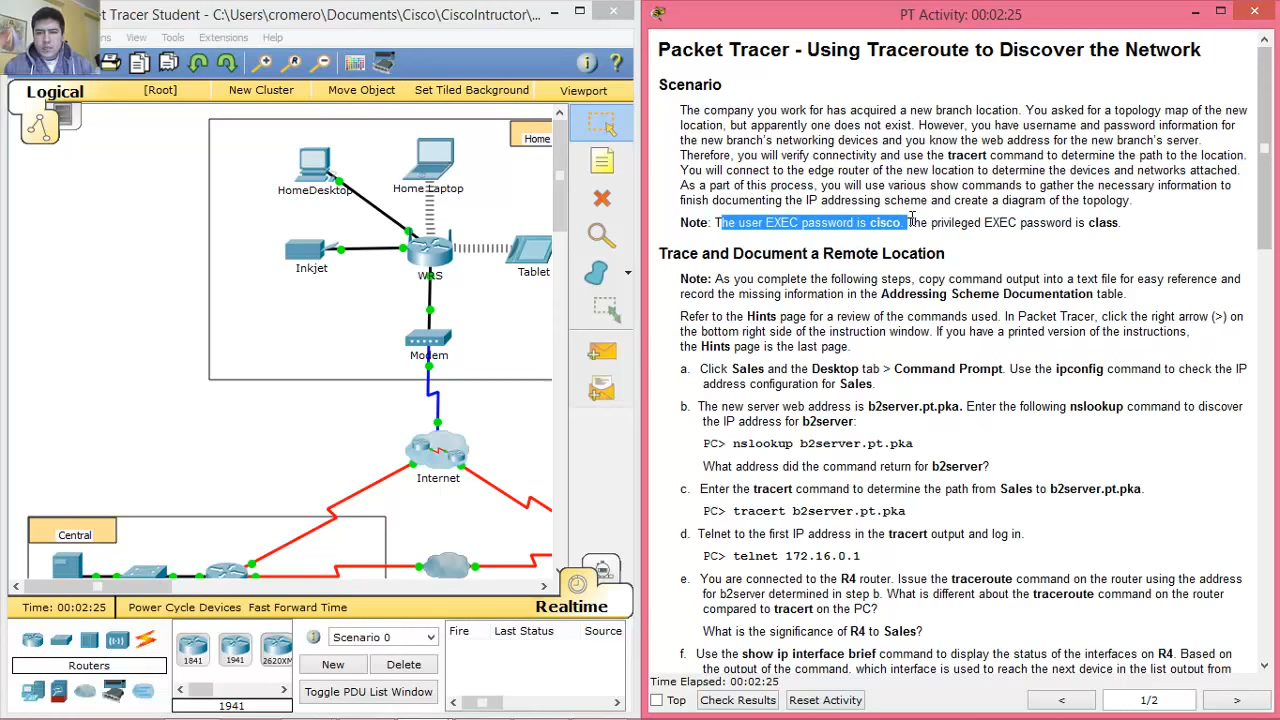 t Tracer Student - C:\Users\cromero\Documents\Cisco\CiscoIntructor\...
ns View Tools Extensions Help
Logical [Root] New Cluster Move Object Set Tiled Background Viewport
Home
HomeDesktop
Home Laptop
Inkjet
WRS
Tablet
Modem
Internet
Central
Time: 00:02:25 Power Cycle Devices Fast Forward Time Realtime
Routers
1841 1941 2620XM
1941
Scenario 0
New Delete
Toggle PDU List Window
Fire Last Status Source
PT Activity: 00:02:25
Packet Tracer - Using Traceroute to Discover the Network
Scenario
The company you work for has acquired a new branch location. You asked for a topology map of the new
location, but apparently one does not exist. However, you have username and password information for
the new branch's networking devices and you know the web address for the new branch's server.
Therefore, you will verify connectivity and use the tracert command to determine the path to the location.
You will connect to the edge router of the new location to determine the devices and networks attached.
As a part of this process, you will use various show commands to gather the necessary information to
finish documenting the IP addressing scheme and create a diagram of the topology.
Note: The user EXEC password is cisco. The privileged EXEC password is class.
Trace and Document a Remote Location
Note: As you complete the following steps, copy command output into a text file for easy reference and
record the missing information in the Addressing Scheme Documentation table.
Refer to the Hints page for a review of the commands used. In Packet Tracer, click the right arrow (>) on
the bottom right side of the instruction window. If you have a printed version of the instructions,
the Hints page is the last page.
a. Click Sales and the Desktop tab > Command Prompt. Use the ipconfig command to check the IP
address configuration for Sales.
b. The new server web address is b2server.pt.pka. Enter the following nslookup command to discover
the IP address for b2server:
PC> nslookup b2server.pt.pka
What address did the command return for b2server?
c. Enter the tracert command to determine the path from Sales to b2server.pt.pka.
PC> tracert b2server.pt.pka
d. Telnet to the first IP address in the tracert output and log in.
PC> telnet 172.16.0.1
e. You are connected to the R4 router. Issue the traceroute command on the router using the address
for b2server determined in step b. What is different about the traceroute command on the router
compared to tracert on the PC?
What is the significance of R4 to Sales?
f. Use the show ip interface brief command to display the status of the interfaces on R4. Based on
the output of the command, which interface is used to reach the next device in the list output from
Time Elapsed: 00:02:25
Top Check Results Reset Activity < 1/2 >